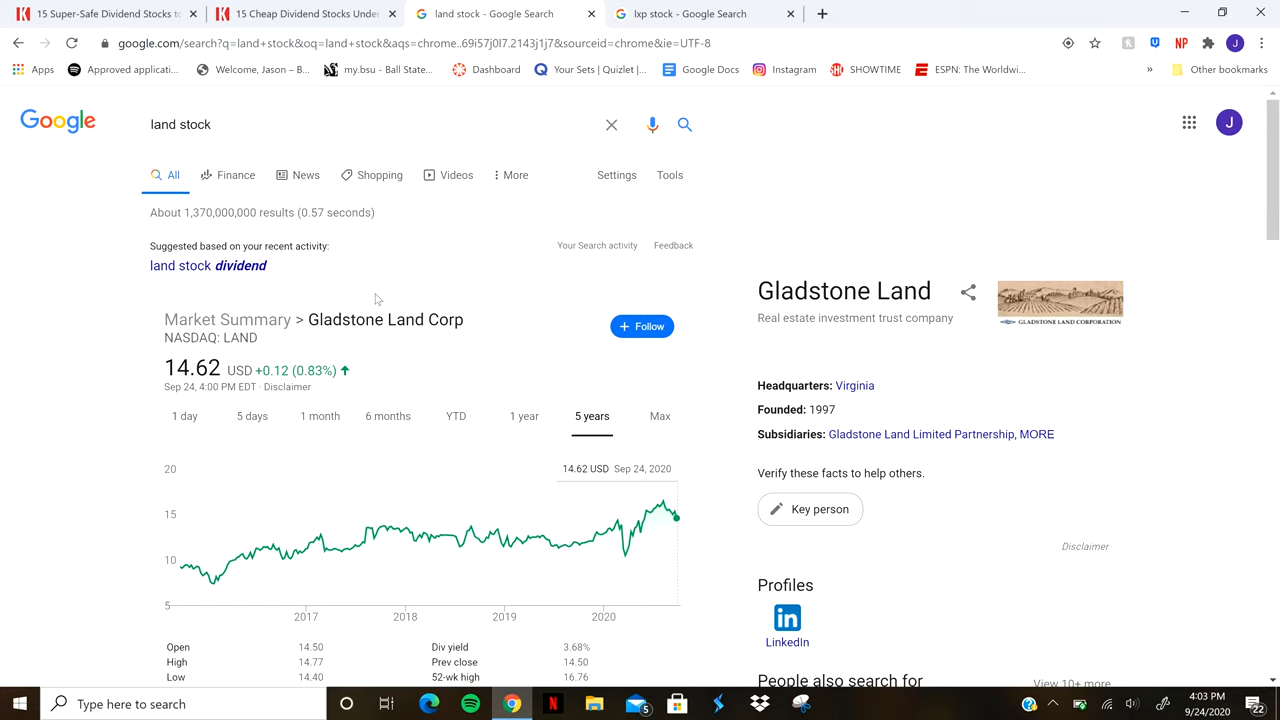 15 Super-Safe Dividend Stocks to
15 Cheap Dividend Stocks Under
land stock - Google Search
lxp stock - Google Search
google.com/search?q=land+stock&oq=land+stock&aqs=chrome..69i57j0l7.2143j1j7&sourceid=chrome&ie=UTF-8
NP
J
Apps
Approved applicati...
Welcome, Jason – B...
my.bsu - Ball State...
Dashboard
Your Sets | Quizlet |...
Google Docs
Instagram
SHO
SHOWTIME
ESPN: The Worldwi...
»
Other bookmarks
Google
land stock
J
All
Finance
News
Shopping
Videos
More
Settings
Tools
About 1,370,000,000 results (0.57 seconds)
Suggested based on your recent activity:
Your Search activity
Feedback
land stock dividend
Market Summary > Gladstone Land Corp
NASDAQ: LAND
+ Follow
14.62 USD +0.12 (0.83%)
Sep 24, 4:00 PM EDT · Disclaimer
1 day
5 days
1 month
6 months
YTD
1 year
5 years
Max
14.62 USD Sep 24, 2020
20
15
10
5
2017
2018
2019
2020
Open 14.50
Div yield 3.68%
High 14.77
Prev close 14.50
Low 14.40
52-wk high 16.76
Gladstone Land
Real estate investment trust company
GLADSTONE LAND CORPORATION
Headquarters: Virginia
Founded: 1997
Subsidiaries: Gladstone Land Limited Partnership, MORE
Verify these facts to help others.
Key person
Disclaimer
Profiles
in
LinkedIn
People also search for
View 10+ more
Type here to search
N
5
4:03 PM
9/24/2020
22